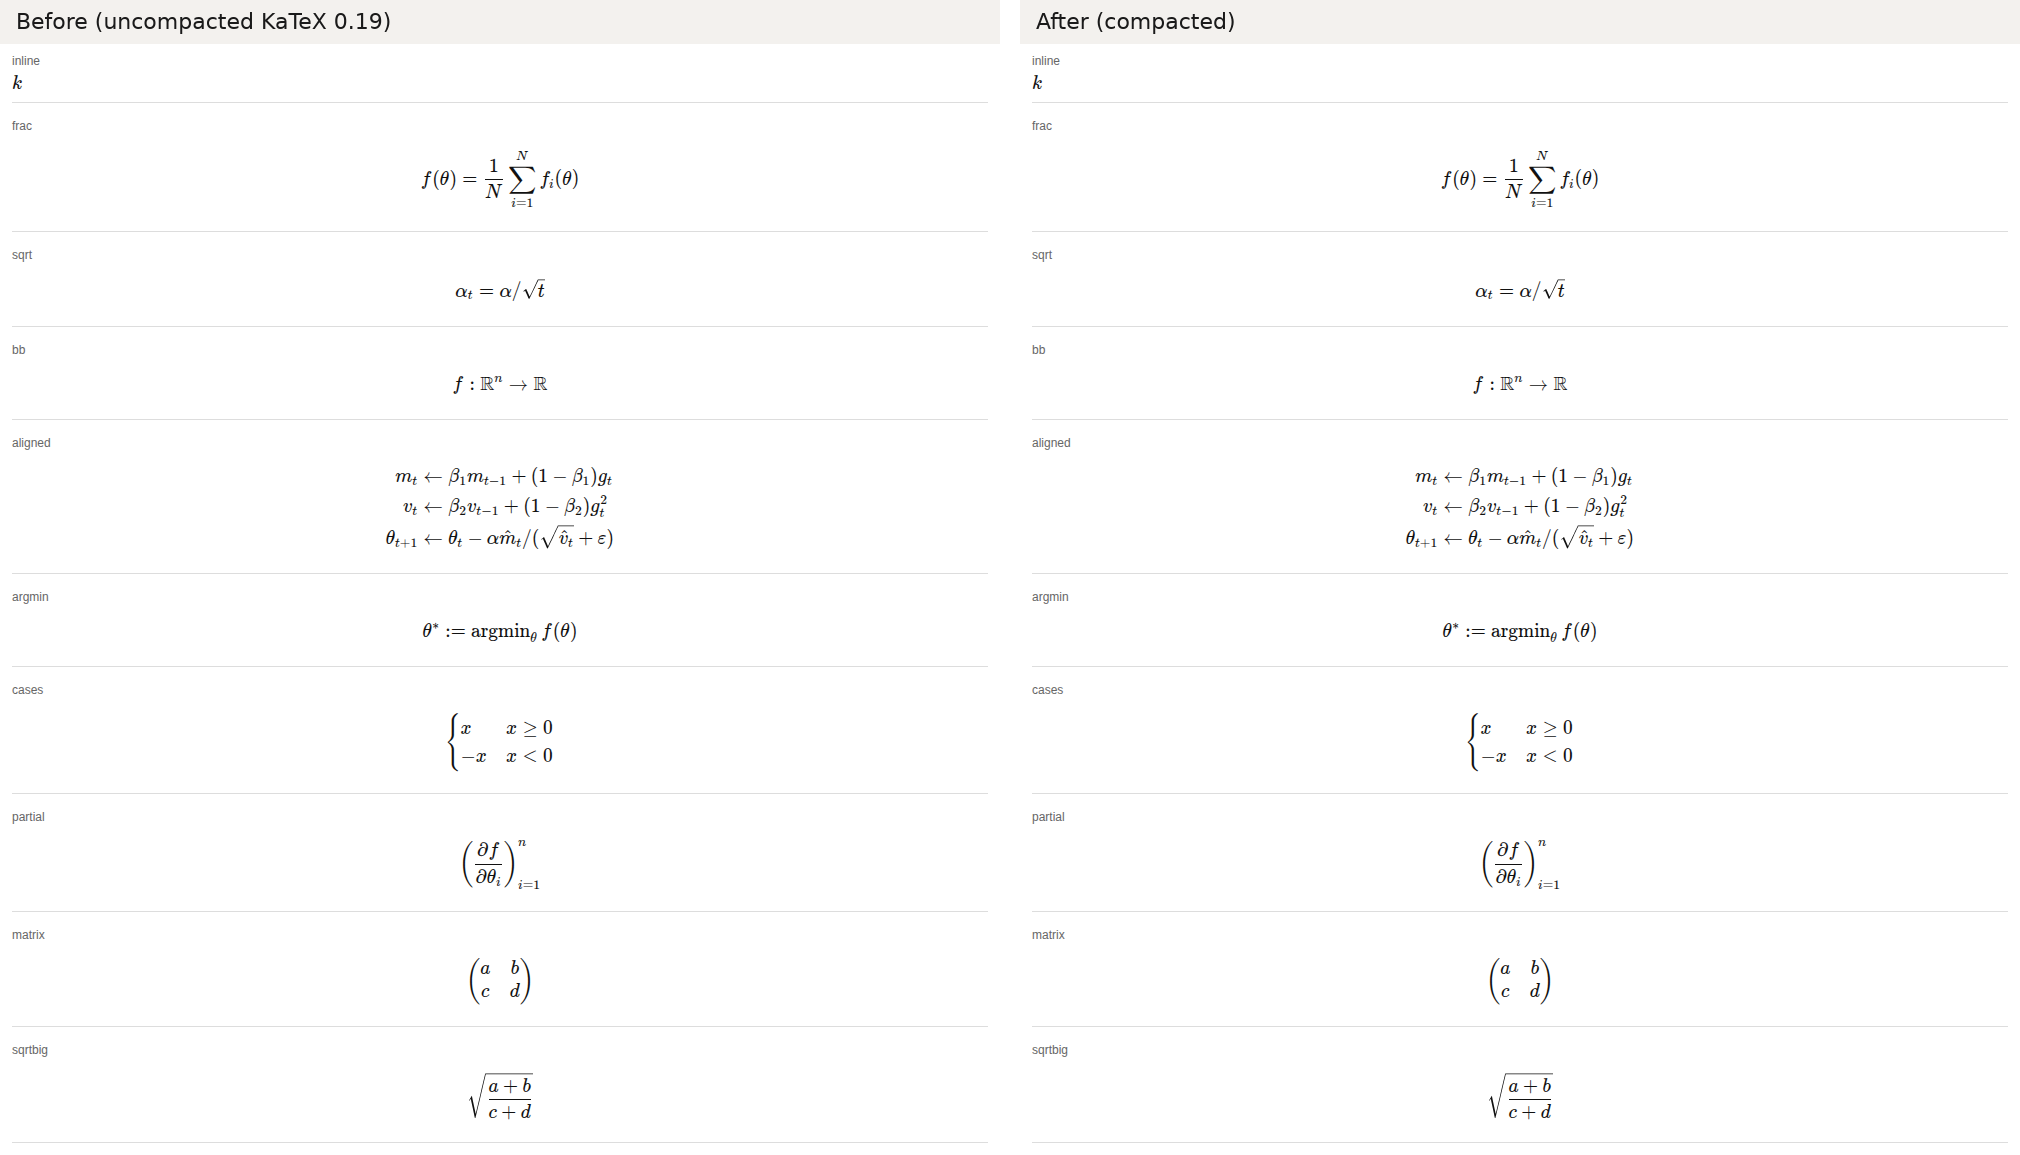 Before (uncompacted KaTeX 0.19)
inline
k
frac
f(θ) = 1/N ∑_{i=1}^{N} f_i(θ)
sqrt
α_t = α/√t
bb
f : ℝ^n → ℝ
aligned
m_t ← β_1 m_{t−1} + (1 − β_1)g_t
v_t ← β_2 v_{t−1} + (1 − β_2)g_t^2
θ_{t+1} ← θ_t − αm̂_t/(√v̂_t + ε)
argmin
θ* := argmin_θ f(θ)
cases
{ x x ≥ 0
−x x < 0
partial
(∂f/∂θ_i)_{i=1}^{n}
matrix
(a b
c d)
sqrtbig
√((a + b)/(c + d))
After (compacted)
inline
k
frac
f(θ) = 1/N ∑_{i=1}^{N} f_i(θ)
sqrt
α_t = α/√t
bb
f : ℝ^n → ℝ
aligned
m_t ← β_1 m_{t−1} + (1 − β_1)g_t
v_t ← β_2 v_{t−1} + (1 − β_2)g_t^2
θ_{t+1} ← θ_t − αm̂_t/(√v̂_t + ε)
argmin
θ* := argmin_θ f(θ)
cases
{ x x ≥ 0
−x x < 0
partial
(∂f/∂θ_i)_{i=1}^{n}
matrix
(a b
c d)
sqrtbig
√((a + b)/(c + d))